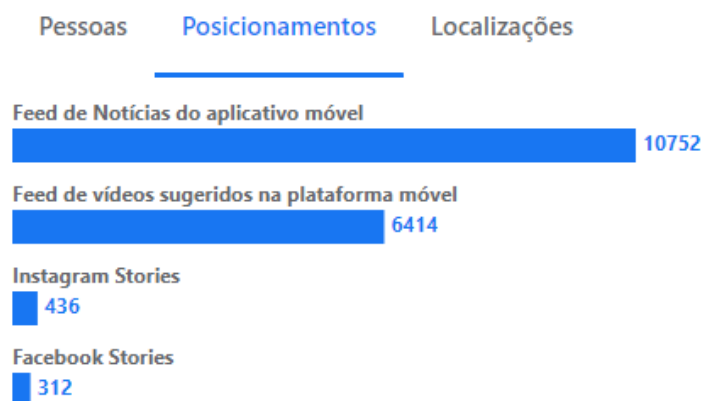 Pessoas Posicionamentos Localizações
Feed de Notícias do aplicativo móvel
10752
Feed de vídeos sugeridos na plataforma móvel
6414
Instagram Stories
436
Facebook Stories
312